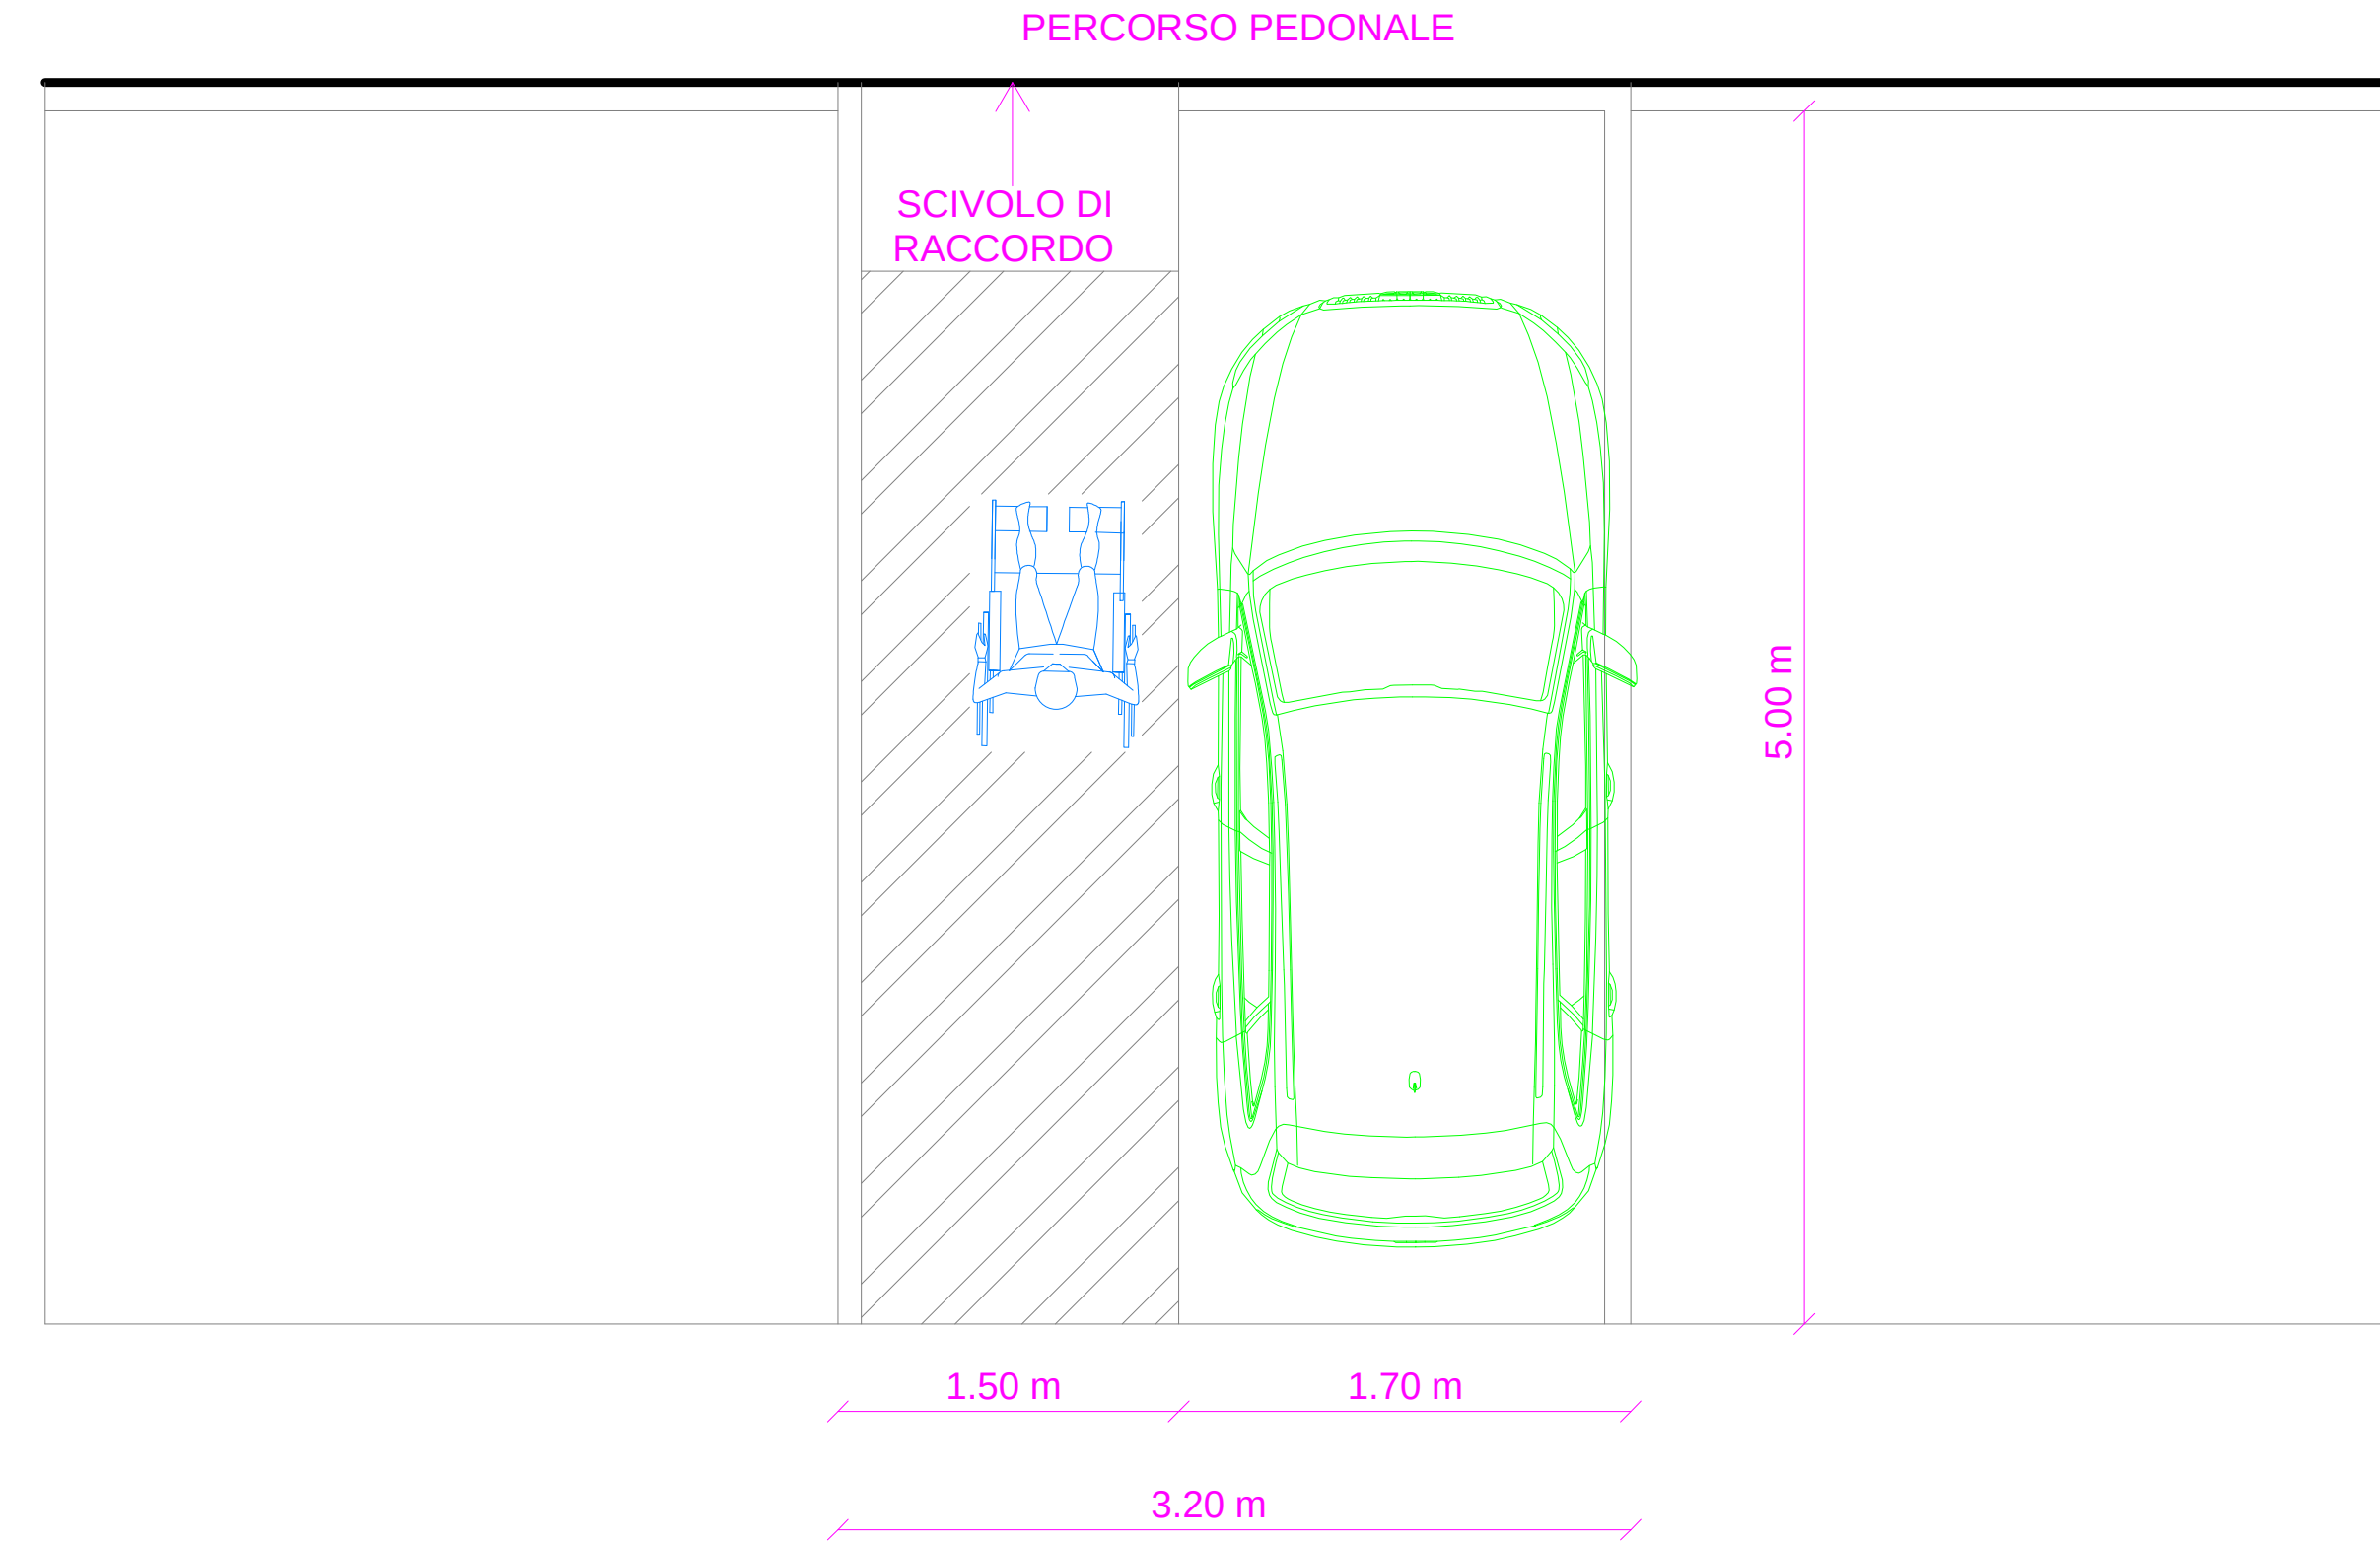 PERCORSO PEDONALE
SCIVOLO DI
RACCORDO
5.00 m
1.50 m
1.70 m
3.20 m